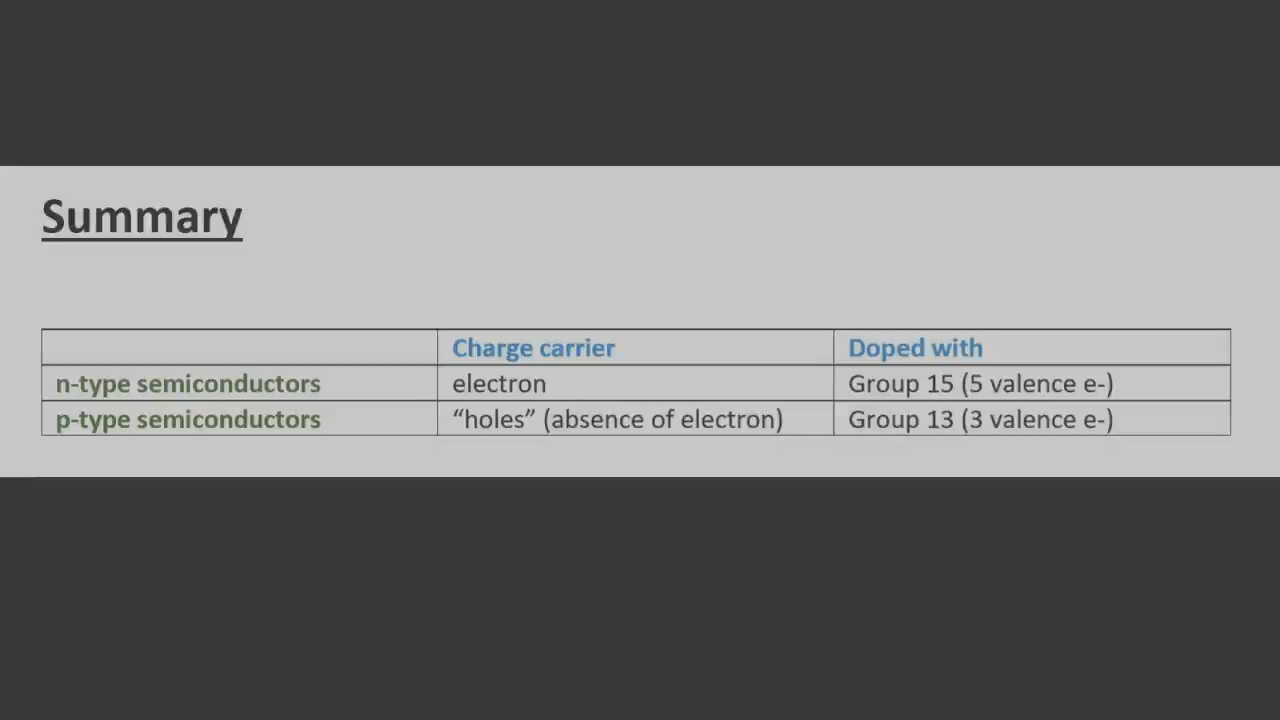 Summary
Charge carrier Doped with
n-type semiconductors electron Group 15 (5 valence e-)
p-type semiconductors “holes” (absence of electron) Group 13 (3 valence e-)